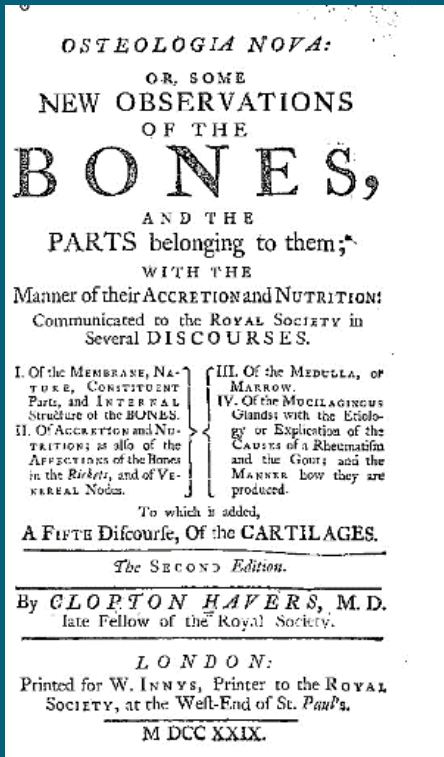 OSTEOLOGIA NOVA:
OR, SOME
NEW OBSERVATIONS
OF THE
BONES,
AND THE
PARTS belonging to them;
WITH THE
Manner of their ACCRETION and NUTRITION:
Communicated to the ROYAL SOCIETY in
Several DISCOURSES.
I. Of the MEMBRANE, NA-
TURE, CONSTITUENT
Parts, and INTERNAL
Structure of the BONES.
II. Of ACCRETION and NU-
TRITION; as also of the
AFFECTIONS of the Bones
in the Rickets, and of VE-
NEREAL Nodes.
III. Of the MEDULLA, or
MARROW.
IV. Of the MUCILAGINOUS
Glands; with the Etiolo-
gy or Explication of the
CAUSES of a Rheumatiſm
and the Gout; and the
MANNER how they are
produced.
To which is added,
A FIFTH Diſcourſe, Of the CARTILAGES.
The SECOND Edition.
By CLOPTON HAVERS, M. D.
late Fellow of the Royal Society.
LONDON:
Printed for W. INNYS, Printer to the ROYAL
SOCIETY, at the Weſt-End of St. Paul's.
M DCC XXIX.